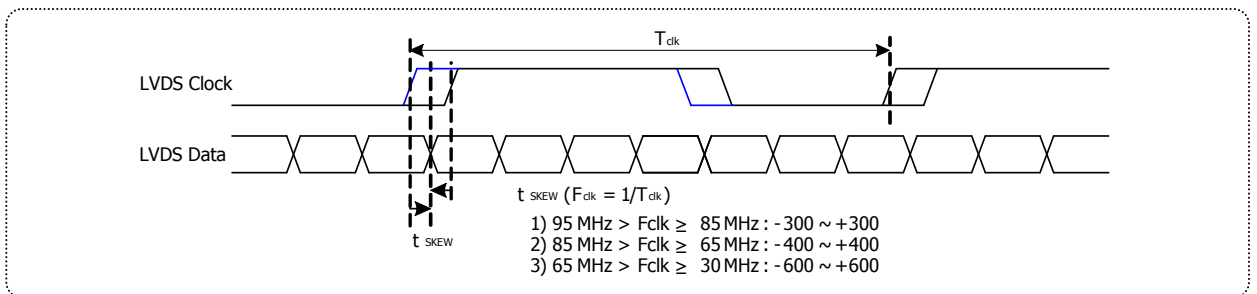 Tclk
LVDS Clock
LVDS Data
t SKEW (Fclk = 1/Tclk)
1) 95 MHz > Fclk ≥ 85 MHz : -300 ~ +300
t SKEW
2) 85 MHz > Fclk ≥ 65 MHz : -400 ~ +400
3) 65 MHz > Fclk ≥ 30 MHz : -600 ~ +600